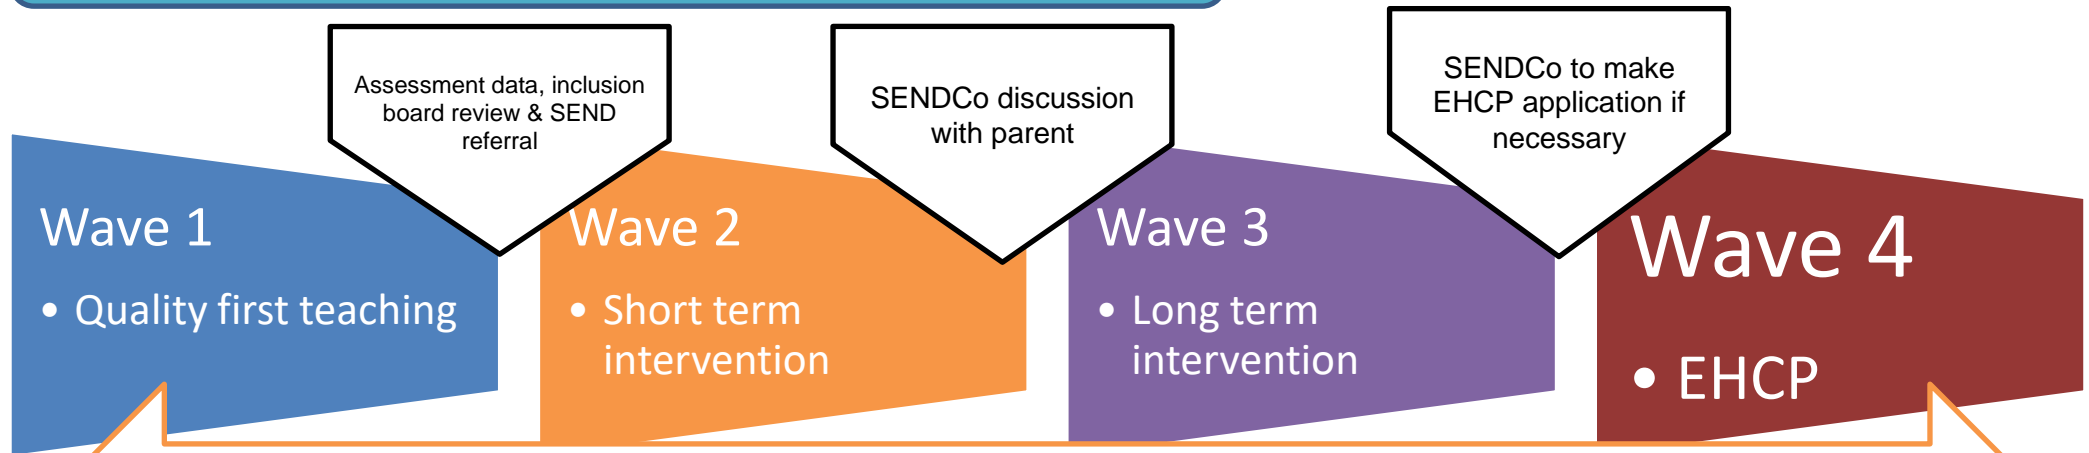 Assessment data, inclusion
board review & SEND
referral
SENDCo discussion
with parent
SENDCo to make
EHCP application if
necessary
Wave 1
• Quality first teaching
Wave 2
• Short term
intervention
Wave 3
• Long term
intervention
Wave 4
• EHCP